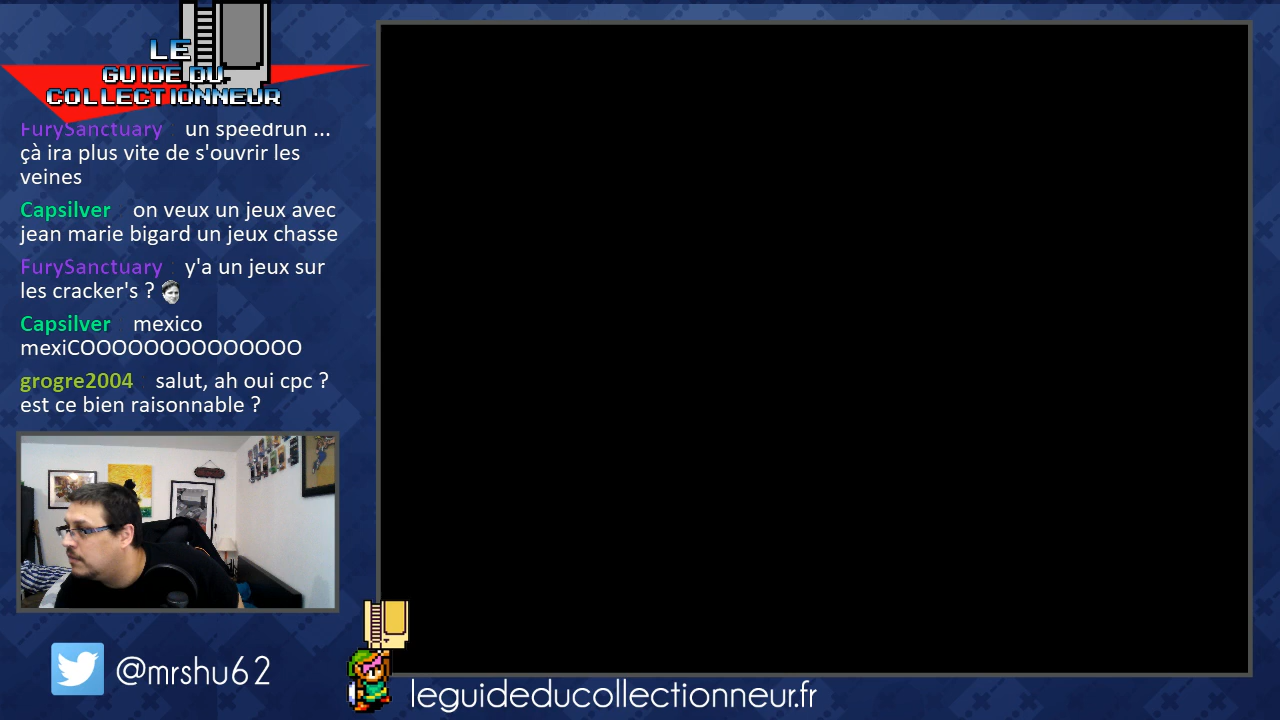 LE
GUIDE DU
COLLECTIONNEUR
FurySanctuary un speedrun ...
çà ira plus vite de s'ouvrir les
veines
Capsilver on veux un jeux avec
jean marie bigard un jeux chasse
FurySanctuary y'a un jeux sur
les cracker's ?
Capsilver mexico
mexiCOOOOOOOOOOOOOO
grogre2004 salut, ah oui cpc ?
est ce bien raisonnable ?
@mrshu62
leguideducollectionneur.fr